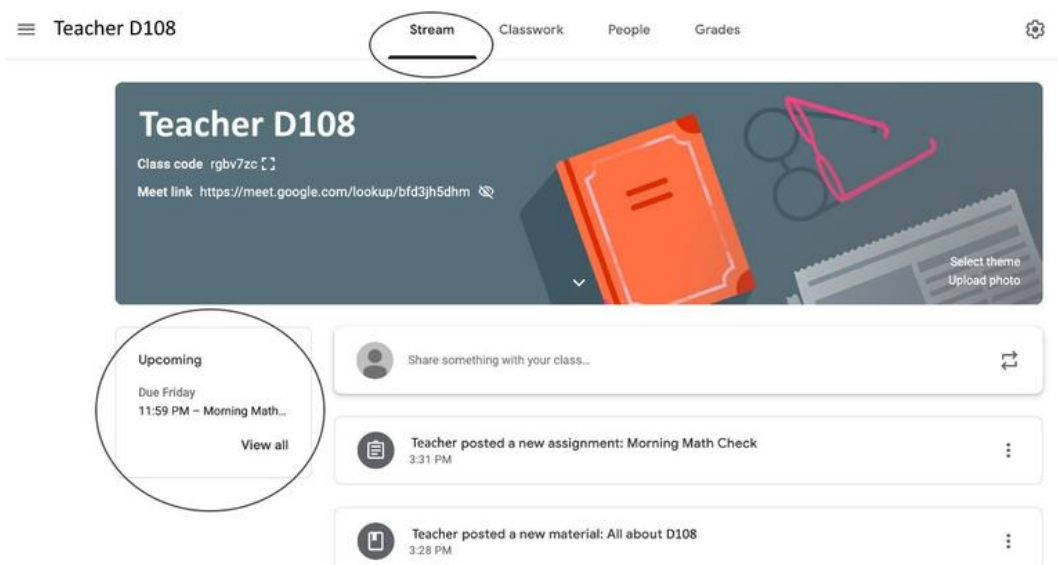 Teacher D108
Stream Classwork People Grades
Teacher D108
Class code rgbv7zc
Meet link https://meet.google.com/lookup/bfd3jh5dhm
Select theme
Upload photo
Upcoming
Due Friday
11:59 PM – Morning Math...
View all
Share something with your class...
Teacher posted a new assignment: Morning Math Check
3:31 PM
Teacher posted a new material: All about D108
3:28 PM